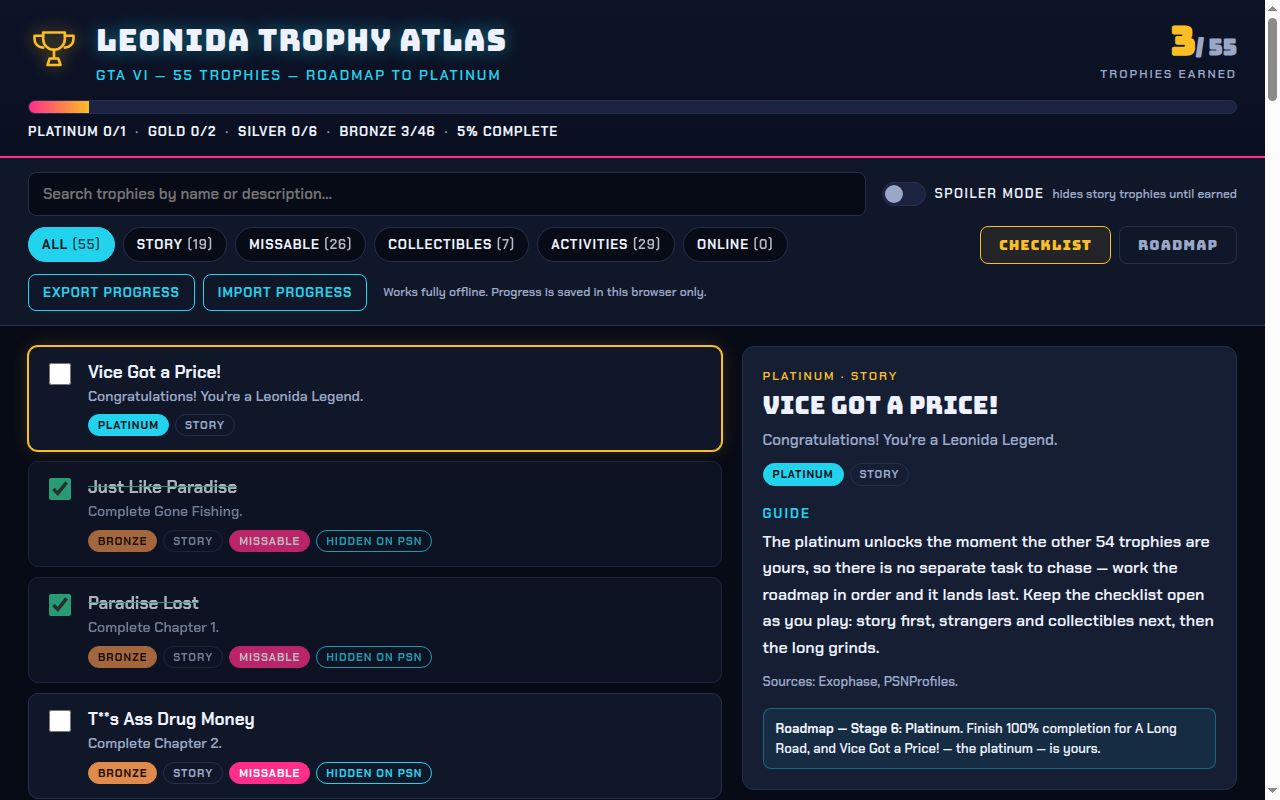 LEONIDA TROPHY ATLAS
GTA VI — 55 TROPHIES — ROADMAP TO PLATINUM
3/ 55
TROPHIES EARNED
PLATINUM 0/1 · GOLD 0/2 · SILVER 0/6 · BRONZE 3/46 · 5% COMPLETE
Search trophies by name or description...
SPOILER MODE hides story trophies until earned
ALL (55) STORY (19) MISSABLE (26) COLLECTIBLES (7) ACTIVITIES (29) ONLINE (0)
CHECKLIST ROADMAP
EXPORT PROGRESS IMPORT PROGRESS Works fully offline. Progress is saved in this browser only.
Vice Got a Price!
Congratulations! You're a Leonida Legend.
PLATINUM STORY
Just Like Paradise
Complete Gone Fishing.
BRONZE STORY MISSABLE HIDDEN ON PSN
Paradise Lost
Complete Chapter 1.
BRONZE STORY MISSABLE HIDDEN ON PSN
T**s Ass Drug Money
Complete Chapter 2.
BRONZE STORY MISSABLE HIDDEN ON PSN
PLATINUM · STORY
VICE GOT A PRICE!
Congratulations! You're a Leonida Legend.
PLATINUM STORY
GUIDE
The platinum unlocks the moment the other 54 trophies are
yours, so there is no separate task to chase — work the
roadmap in order and it lands last. Keep the checklist open
as you play: story first, strangers and collectibles next, then
the long grinds.
Sources: Exophase, PSNProfiles.
Roadmap — Stage 6: Platinum. Finish 100% completion for A Long
Road, and Vice Got a Price! — the platinum — is yours.